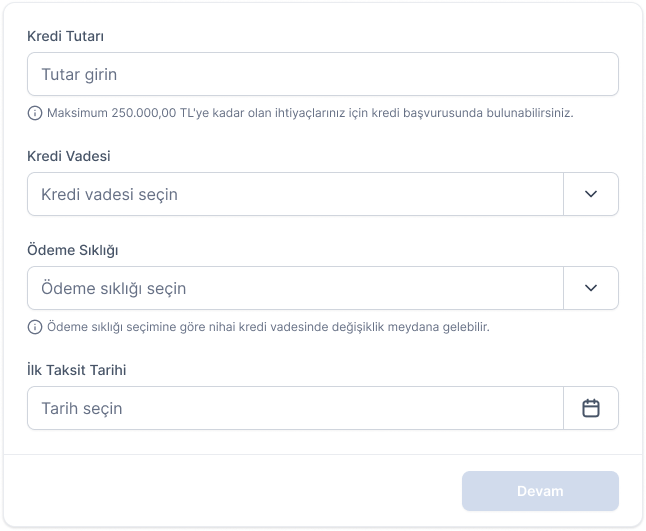 Kredi Tutarı
Tutar girin
Maksimum 250.000,00 TL'ye kadar olan ihtiyaçlarınız için kredi başvurusunda bulunabilirsiniz.
Kredi Vadesi
Kredi vadesi seçin
Ödeme Sıklığı
Ödeme sıklığı seçin
Ödeme sıklığı seçimine göre nihai kredi vadesinde değişiklik meydana gelebilir.
İlk Taksit Tarihi
Tarih seçin
Devam